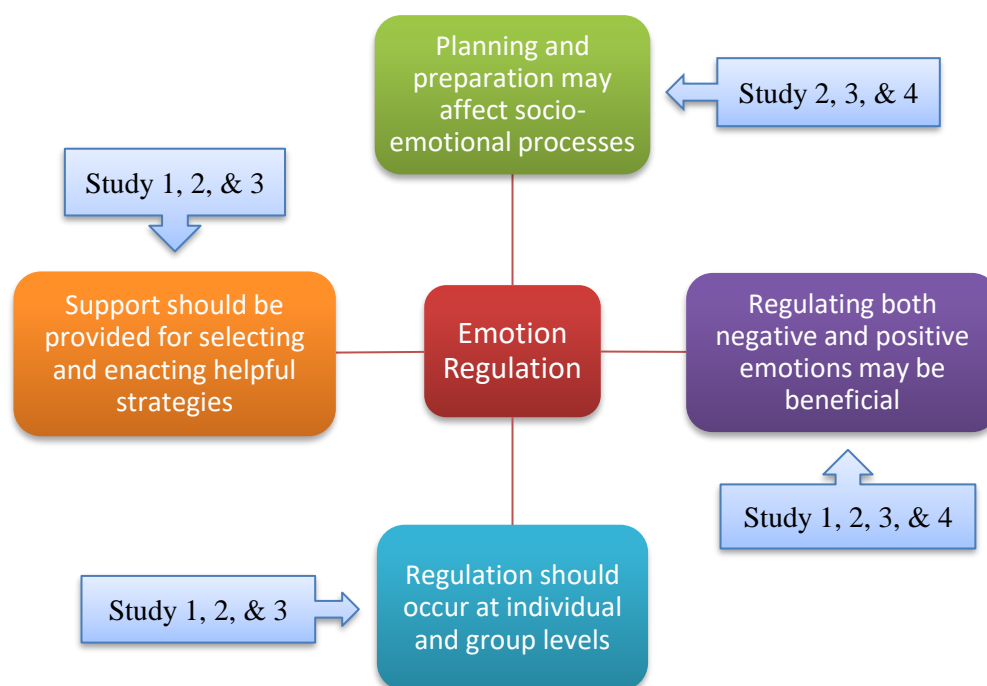 Planning and
preparation may
affect socio-
emotional processes
Study 2, 3, & 4
Study 1, 2, & 3
Support should be
provided for selecting
and enacting helpful
strategies
Emotion
Regulation
Regulating both
negative and positive
emotions may be
beneficial
Study 1, 2, 3, & 4
Regulation should
occur at individual
and group levels
Study 1, 2, & 3